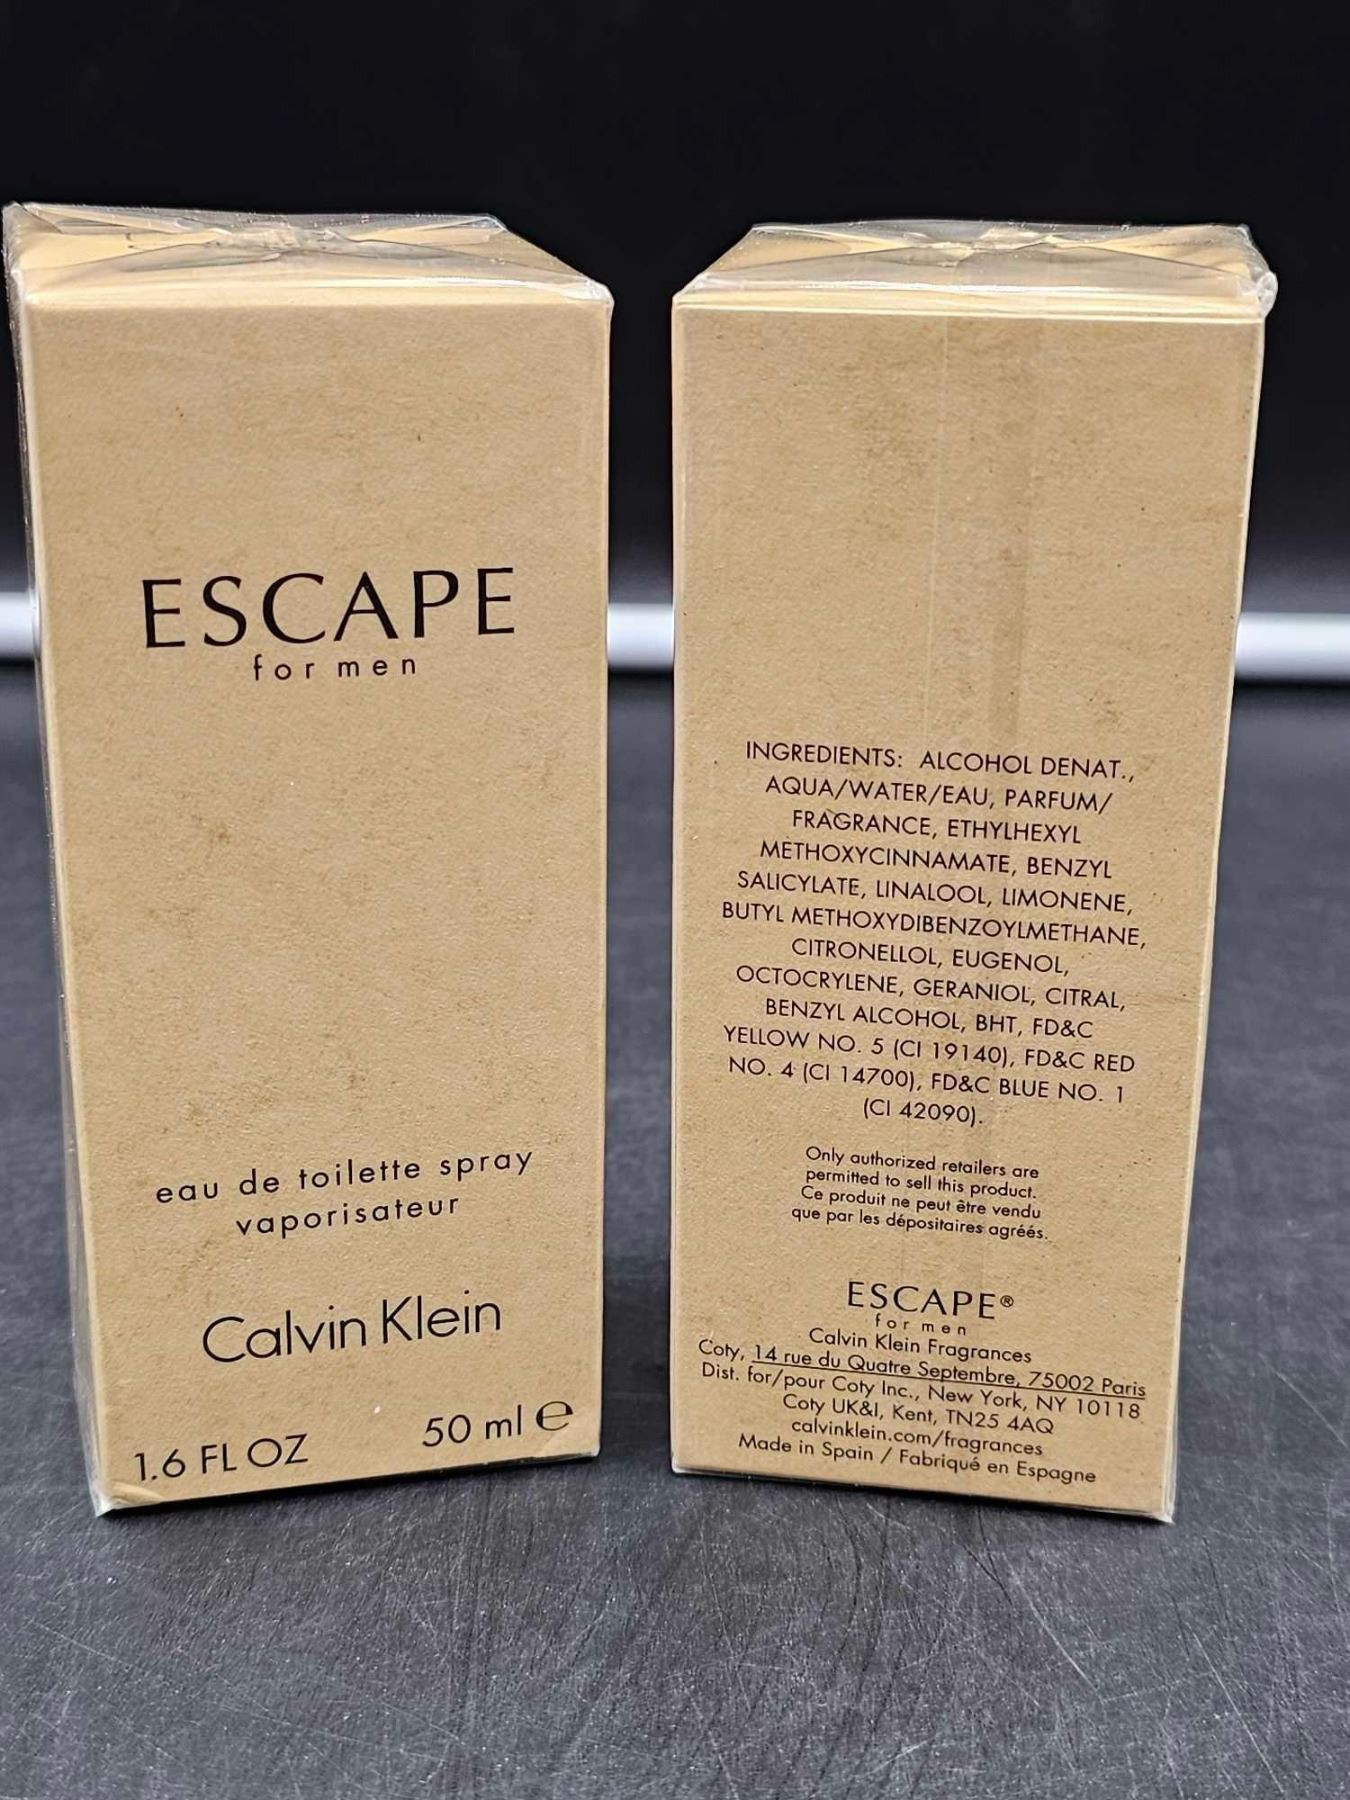 ESCAPE
for men
eau de toilette spray
vaporisateur
Calvin Klein
1.6 FL OZ
50 ml ℮
INGREDIENTS: ALCOHOL DENAT.,
AQUA/WATER/EAU, PARFUM/
FRAGRANCE, ETHYLHEXYL
METHOXYCINNAMATE, BENZYL
SALICYLATE, LINALOOL, LIMONENE,
BUTYL METHOXYDIBENZOYLMETHANE,
CITRONELLOL, EUGENOL,
OCTOCRYLENE, GERANIOL, CITRAL,
BENZYL ALCOHOL, BHT, FD&C
YELLOW NO. 5 (CI 19140), FD&C RED
NO. 4 (CI 14700), FD&C BLUE NO. 1
(CI 42090).
Only authorized retailers are
permitted to sell this product.
Ce produit ne peut être vendu
que par les dépositaires agréés.
ESCAPE®
for men
Calvin Klein Fragrances
Coty, 14 rue du Quatre Septembre, 75002 Paris
Dist. for/pour Coty Inc., New York, NY 10118
Coty UK&I, Kent, TN25 4AQ
calvinklein.com/fragrances
Made in Spain / Fabriqué en Espagne